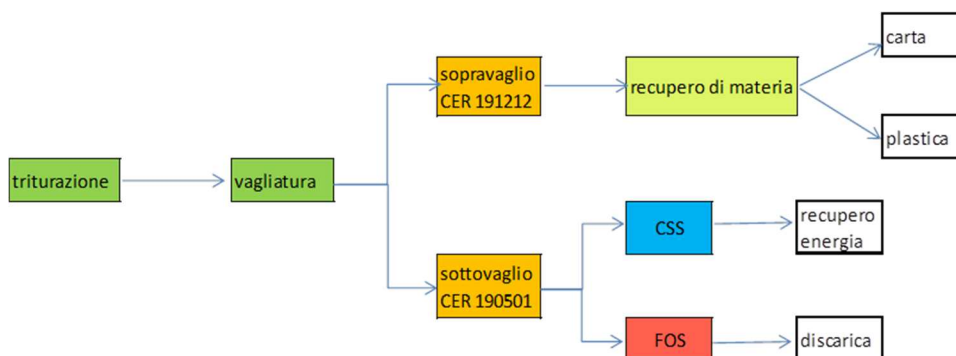 triturazione
vagliatura
sopravaglio
CER 191212
recupero di materia
carta
plastica
sottovaglio
CER 190501
CSS
recupero
energia
FOS
discarica